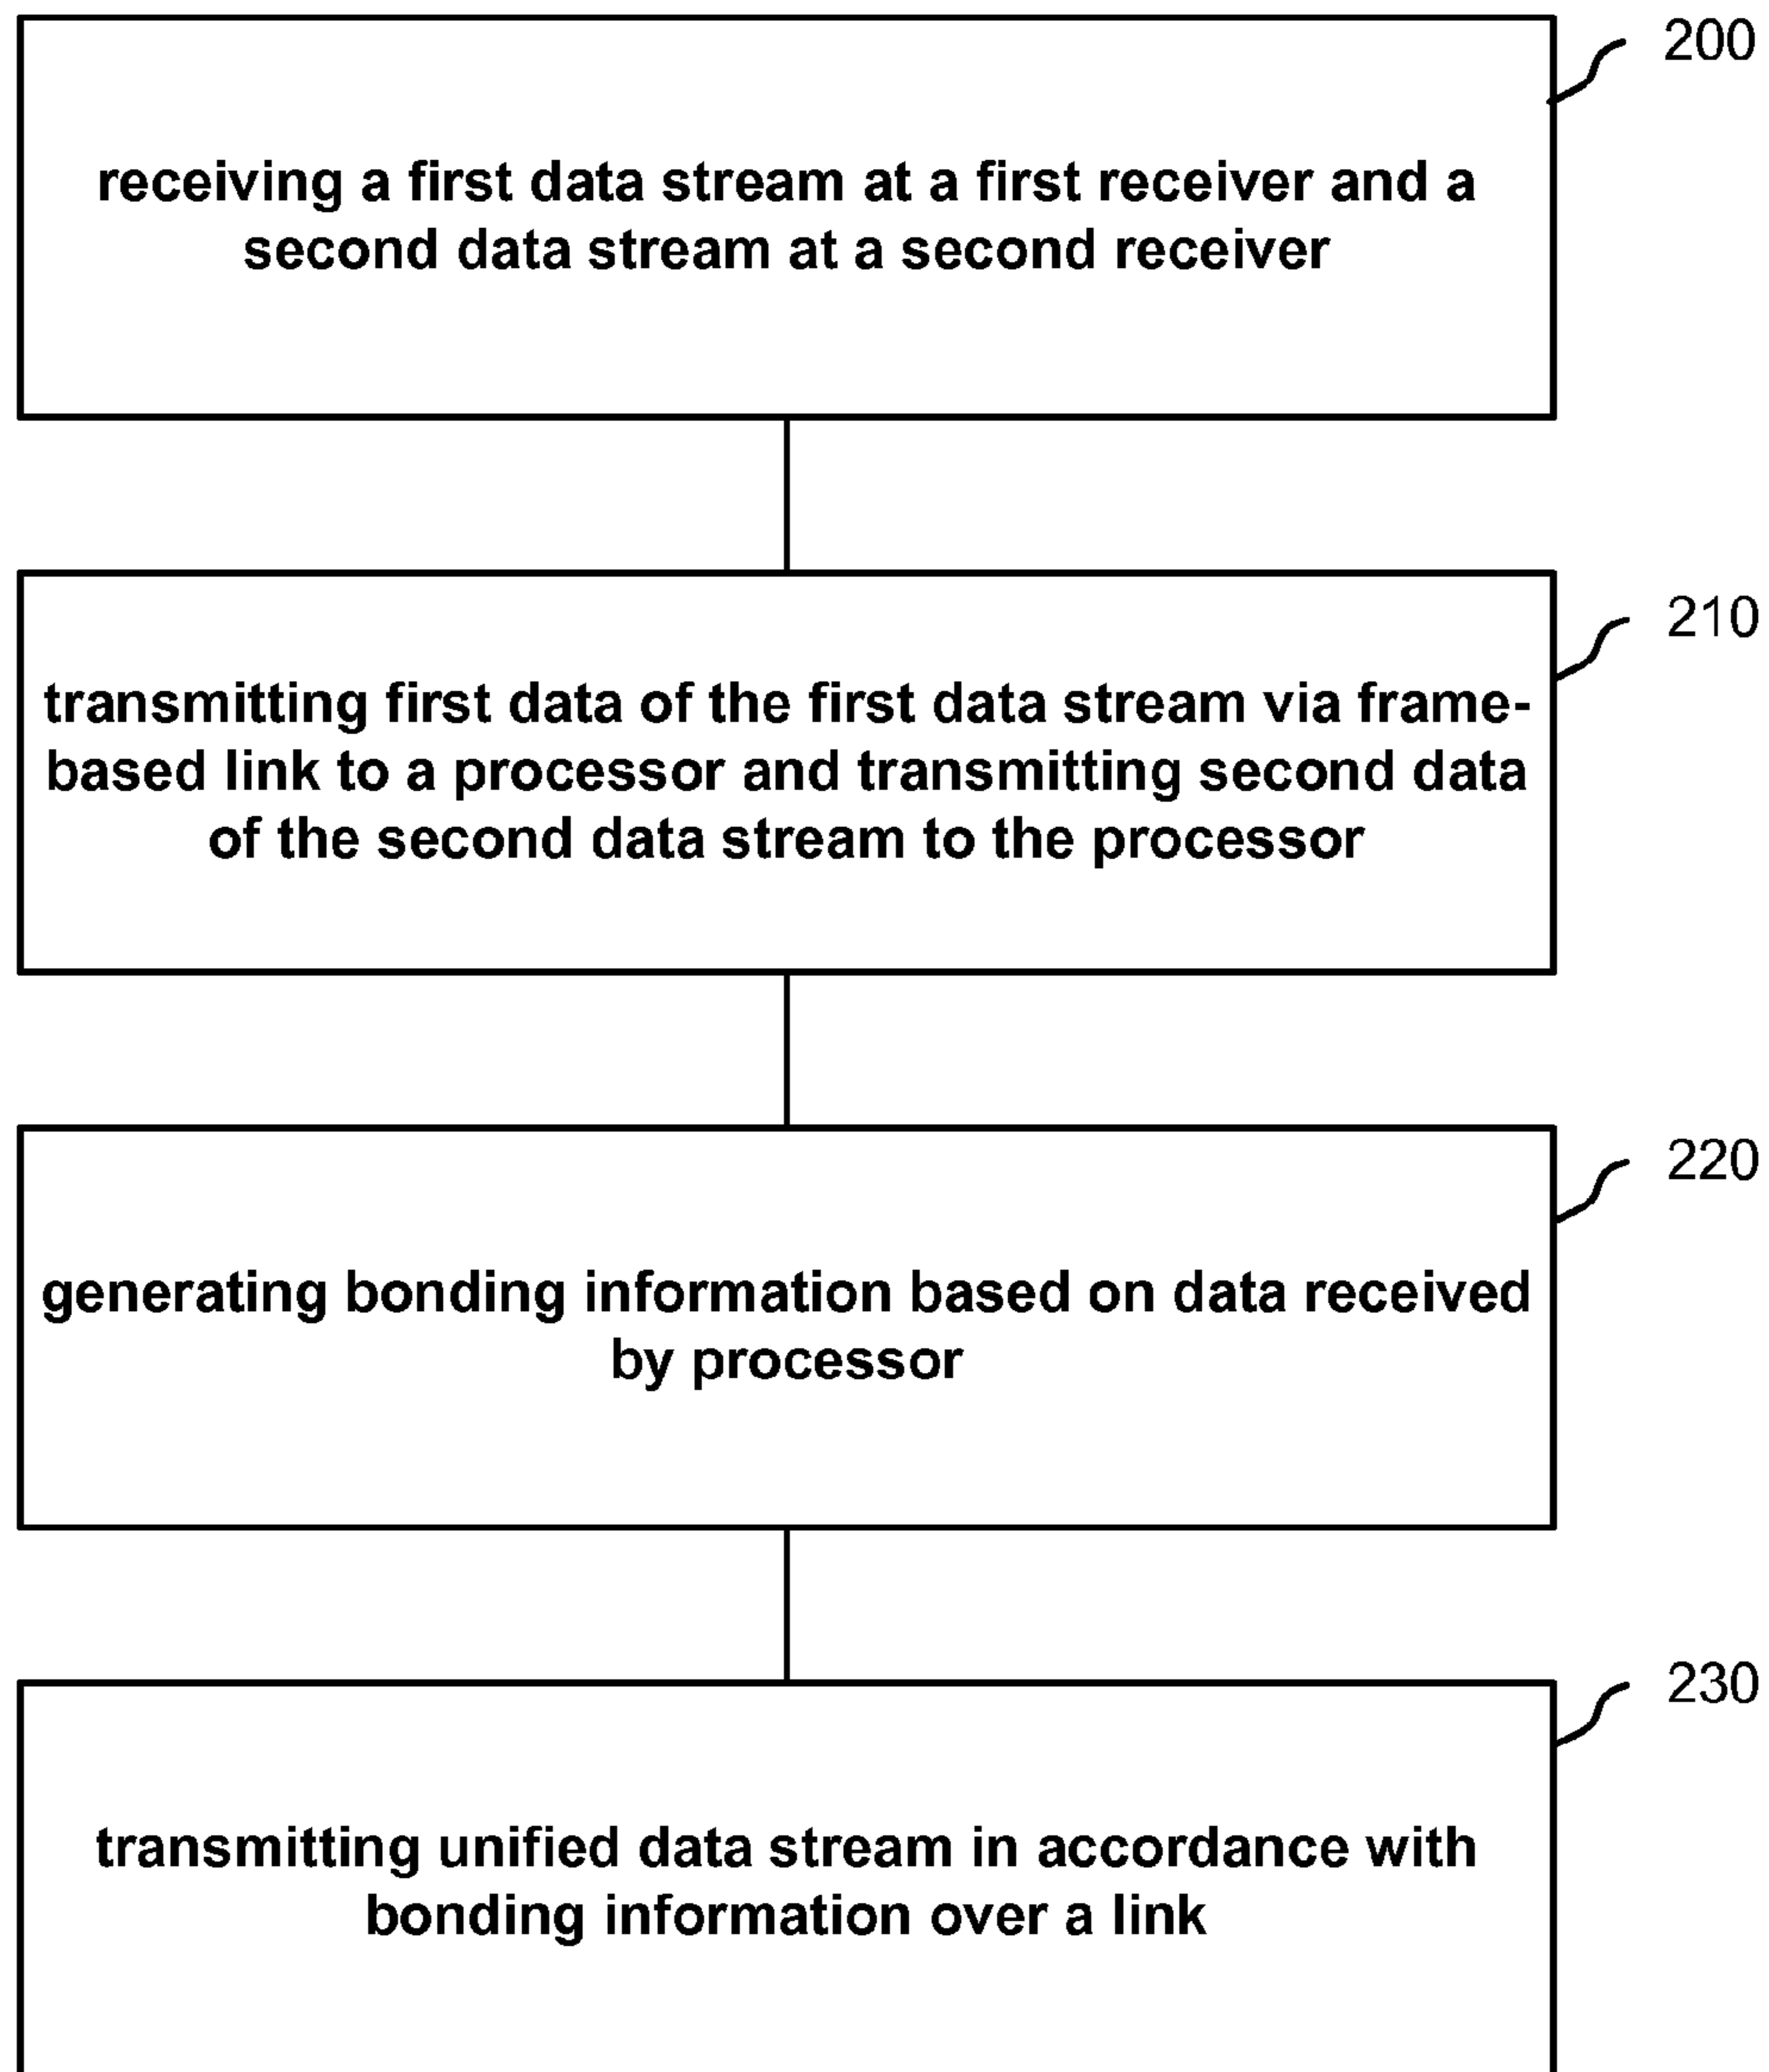 200
receiving a first data stream at a first receiver and a
second data stream at a second receiver
210
transmitting first data of the first data stream via frame-
based link to a processor and transmitting second data
of the second data stream to the processor
220
generating bonding information based on data received
by processor
230
transmitting unified data stream in accordance with
bonding information over a link